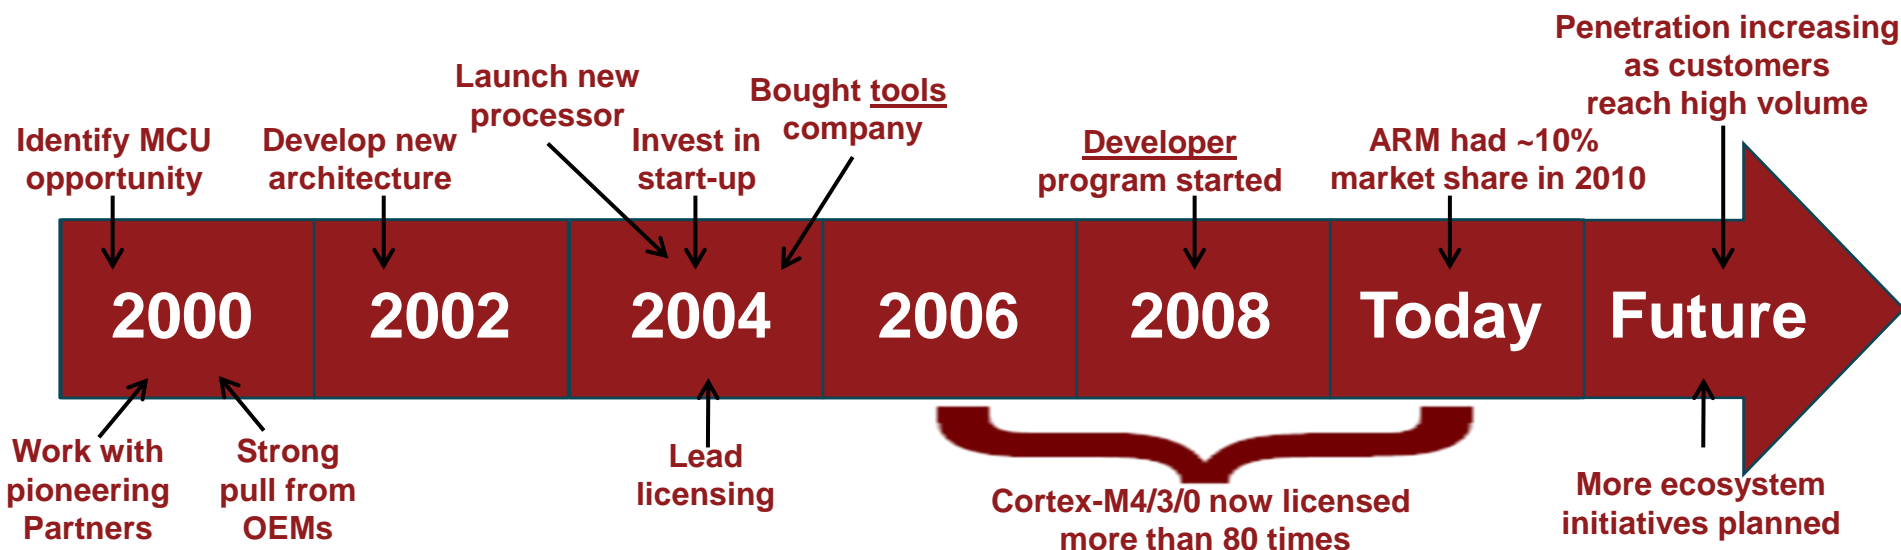 Identify MCU
opportunity
Develop new
architecture
Launch new
processor
Invest in
start-up
Bought tools
company
Developer
program started
ARM had ~10%
market share in 2010
Penetration increasing
as customers
reach high volume
2000
2002
2004
2006
2008
Today
Future
Work with
pioneering
Partners
Strong
pull from
OEMs
Lead
licensing
Cortex-M4/3/0 now licensed
more than 80 times
More ecosystem
initiatives planned